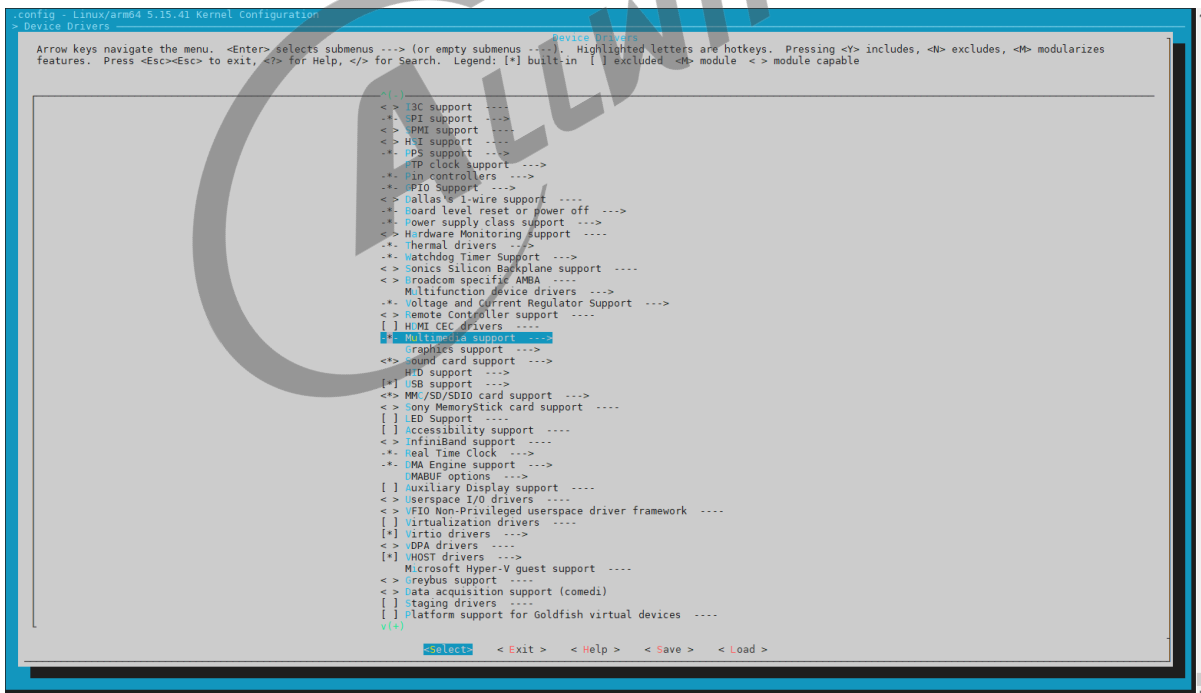 .config - Linux/arm64 5.15.41 Kernel Configuration
> Device Drivers
Device Drivers
Arrow keys navigate the menu.  <Enter> selects submenus ---> (or empty submenus ----).  Highlighted letters are hotkeys.  Pressing <Y> includes, <N> excludes, <M> modularizes
features.  Press <Esc><Esc> to exit, <?> for Help, </> for Search.  Legend: [*] built-in  [ ] excluded  <M> module  < > module capable
^(-)
< > I3C support  ----
-*- SPI support  --->
< > SPMI support  ----
< > HSI support  ----
-*- PPS support  --->
PTP clock support  --->
-*- Pin controllers  --->
-*- GPIO Support  --->
< > Dallas's 1-wire support  ----
-*- Board level reset or power off  --->
-*- Power supply class support  --->
< > Hardware Monitoring support  ----
-*- Thermal drivers  --->
-*- Watchdog Timer Support  --->
< > Sonics Silicon Backplane support  ----
< > Broadcom specific AMBA  ----
Multifunction device drivers  --->
-*- Voltage and Current Regulator Support  --->
< > Remote Controller support  ----
[ ] HDMI CEC drivers  ----
-*- Multimedia support  --->
Graphics support  --->
<*> Sound card support  --->
HID support  --->
[*] USB support  --->
<*> MMC/SD/SDIO card support  --->
< > Sony MemoryStick card support  ----
[ ] LED Support  ----
[ ] Accessibility support  ----
< > InfiniBand support  ----
-*- Real Time Clock  --->
-*- DMA Engine support  --->
DMABUF options  --->
[ ] Auxiliary Display support  ----
< > Userspace I/O drivers  ----
< > VFIO Non-Privileged userspace driver framework  ----
[ ] Virtualization drivers  ----
[*] Virtio drivers  --->
< > vDPA drivers  ----
[*] VHOST drivers  --->
Microsoft Hyper-V guest support  ----
< > Greybus support  ----
< > Data acquisition support (comedi)
[ ] Staging drivers  ----
[ ] Platform support for Goldfish virtual devices  ----
v(+)
<Select>    < Exit >    < Help >    < Save >    < Load >
ALLWIN